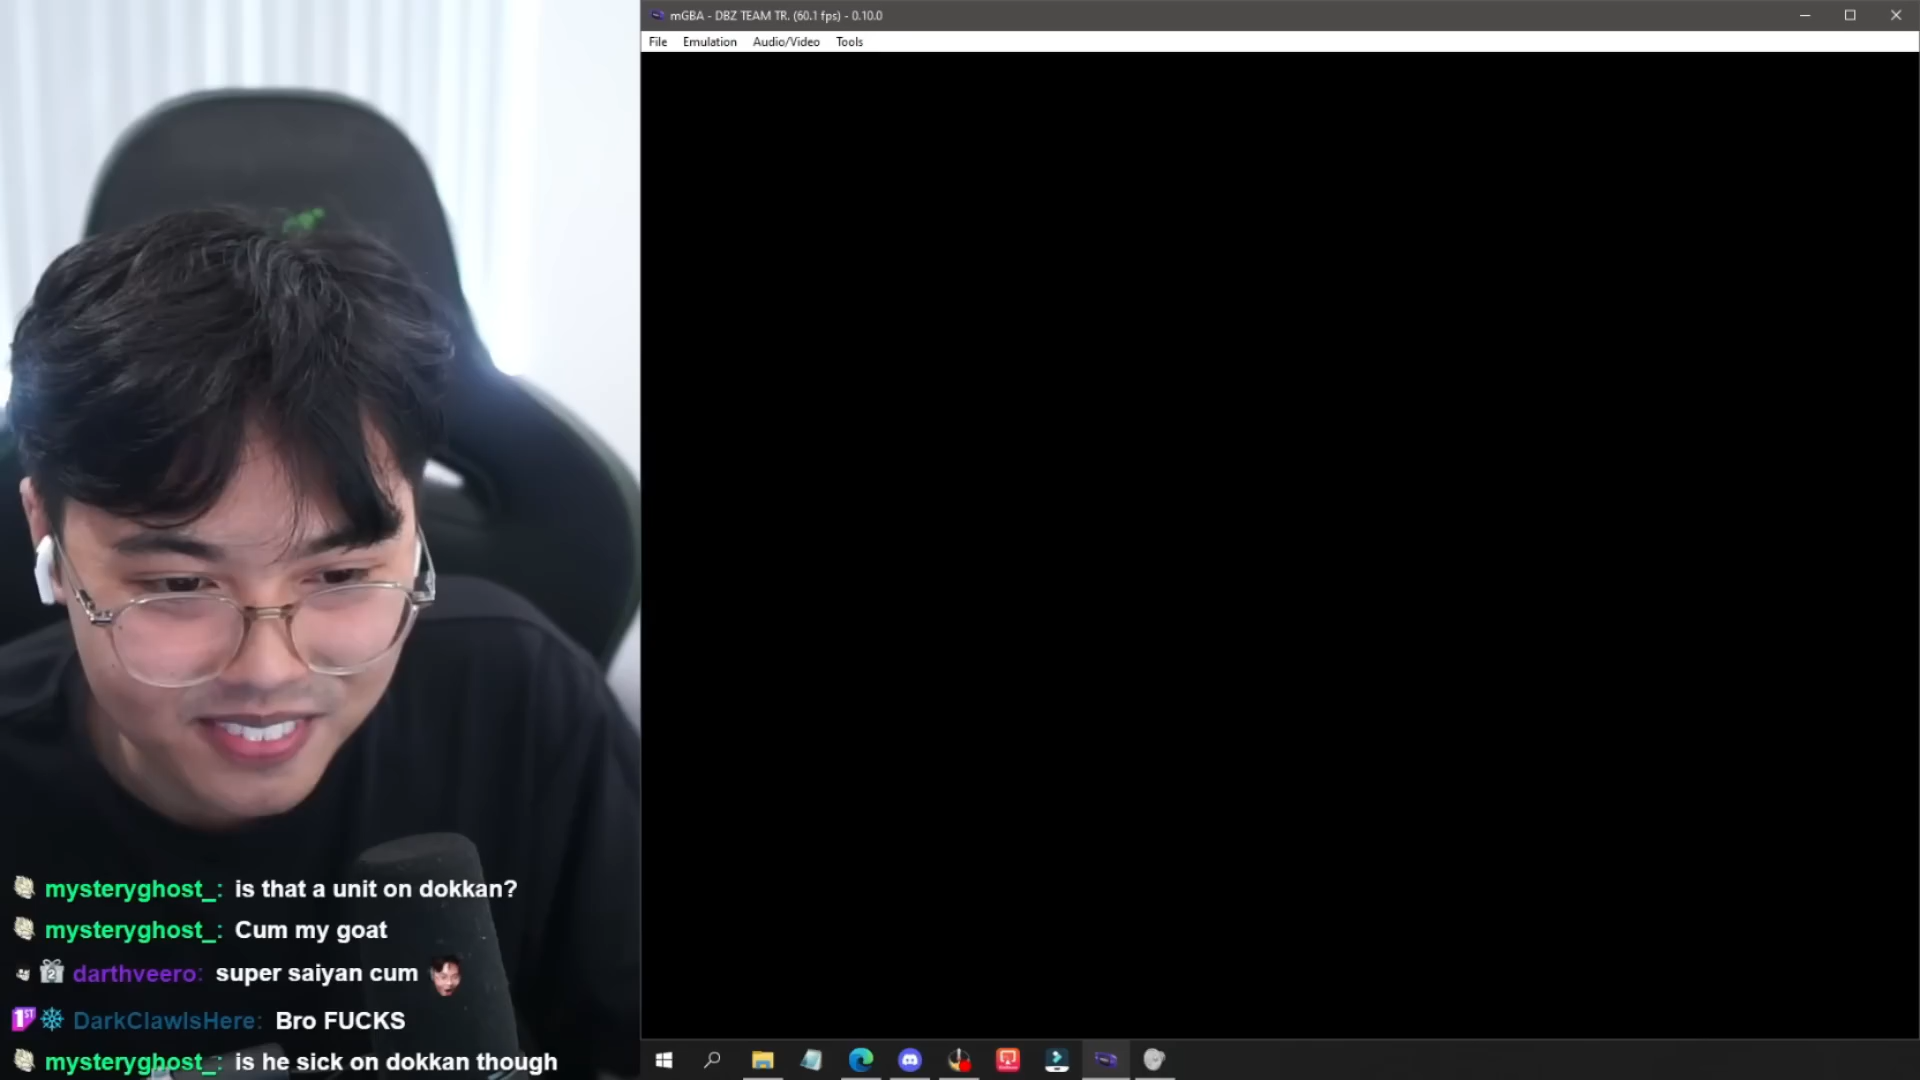 mGBA - DBZ TEAM TR. (60.1 fps) - 0.10.0
File Emulation Audio/Video Tools
mysteryghost_: is that a unit on dokkan?
mysteryghost_: Cum my goat
2 darthveero: super saiyan cum
1ST DarkClawIsHere: Bro FUCKS
mysteryghost_: is he sick on dokkan though